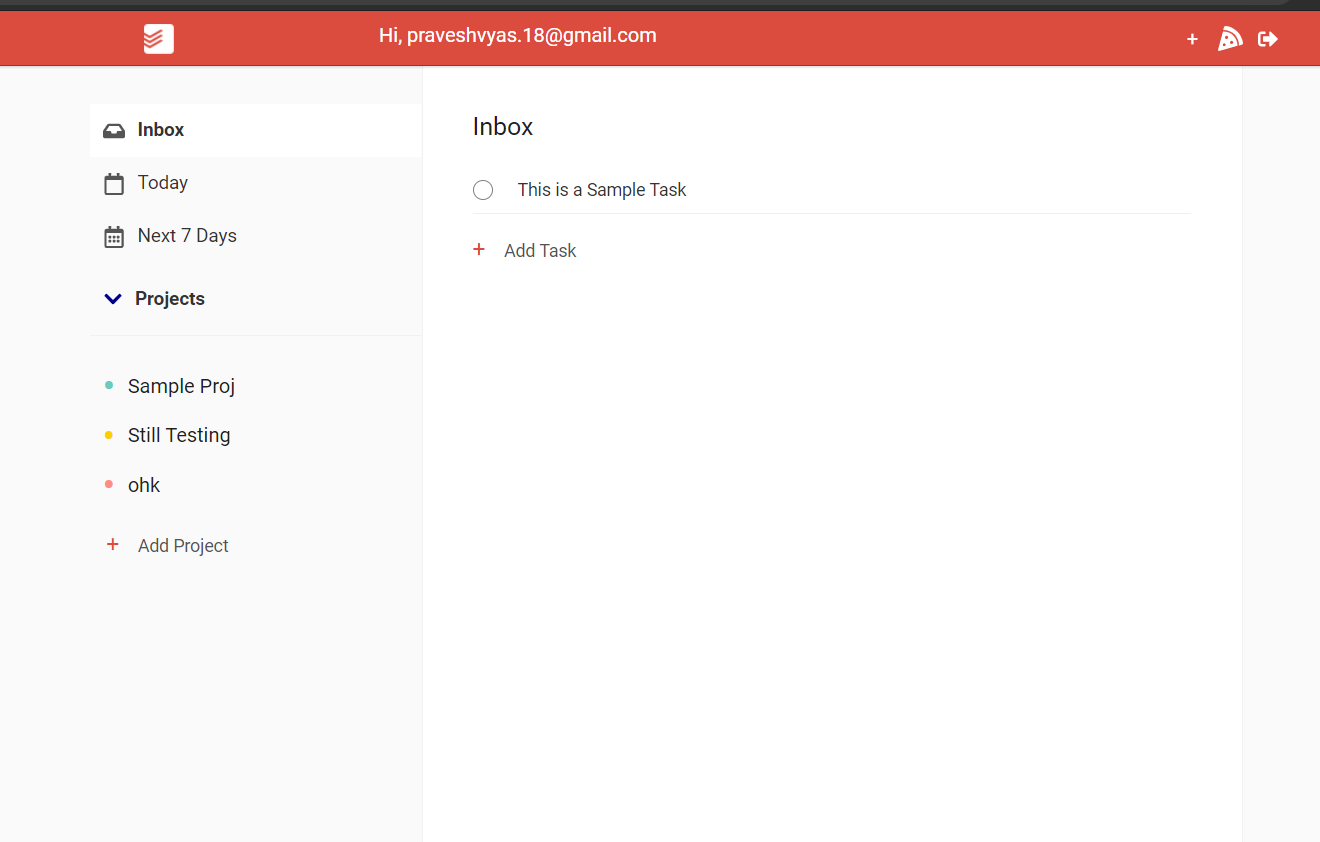 Hi, praveshvyas.18@gmail.com
+
Inbox
Today
Next 7 Days
Projects
Sample Proj
Still Testing
ohk
+ Add Project
Inbox
This is a Sample Task
+ Add Task